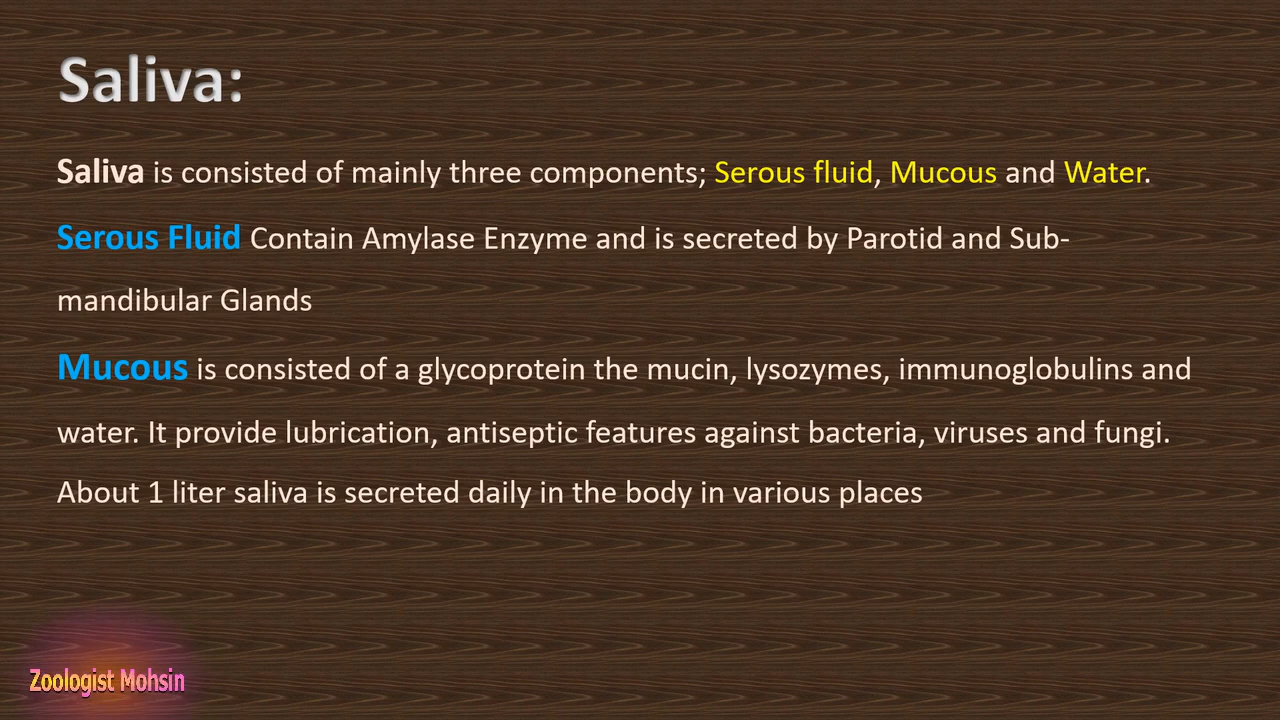 Saliva:
Saliva is consisted of mainly three components; Serous fluid, Mucous and Water.
Serous Fluid Contain Amylase Enzyme and is secreted by Parotid and Sub-
mandibular Glands
Mucous is consisted of a glycoprotein the mucin, lysozymes, immunoglobulins and
water. It provide lubrication, antiseptic features against bacteria, viruses and fungi.
About 1 liter saliva is secreted daily in the body in various places
Zoologist Mohsin